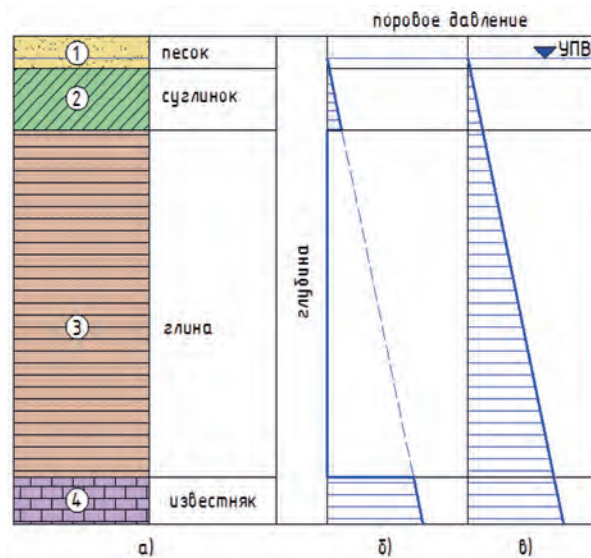 поровое давление
УПВ
1
песок
2
суглинок
глубина
3
глина
4
известняк
а)
б)
в)